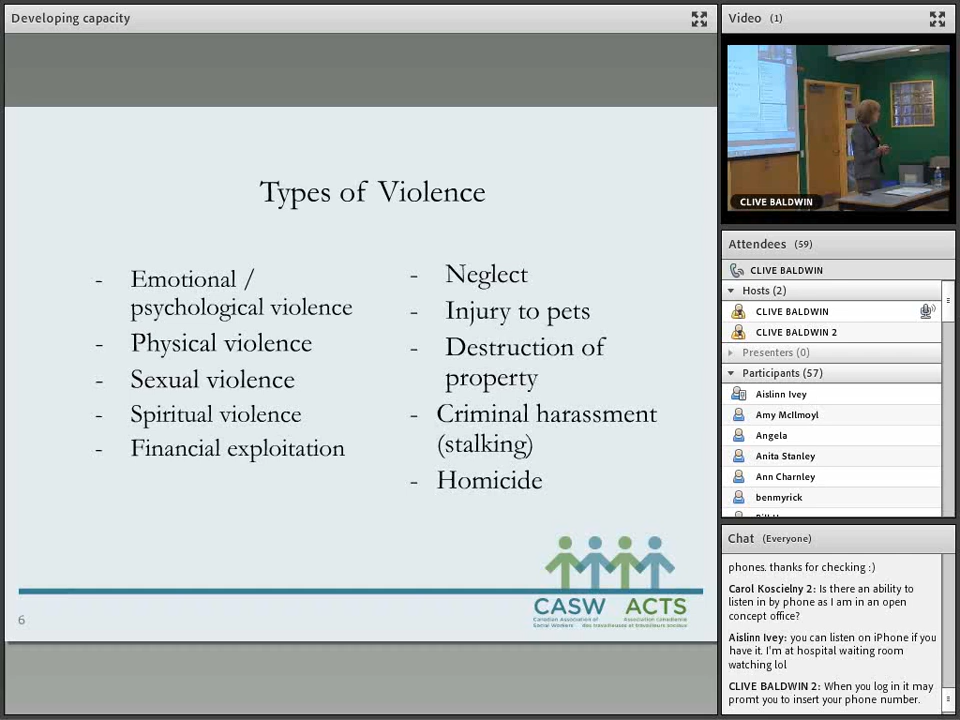 Developing capacity
Types of Violence
- Emotional /
psychological violence
- Physical violence
- Sexual violence
- Spiritual violence
- Financial exploitation
- Neglect
- Injury to pets
- Destruction of
property
- Criminal harassment
(stalking)
- Homicide
6
CASW ACTS
Canadian Association of
Social Workers
Association canadienne
des travailleuses et travailleurs sociaux
Video (1)
CLIVE BALDWIN
Attendees (59)
CLIVE BALDWIN
Hosts (2)
CLIVE BALDWIN
CLIVE BALDWIN 2
Presenters (0)
Participants (57)
Aislinn Ivey
Amy McIlmoyl
Angela
Anita Stanley
Ann Charnley
benmyrick
Chat (Everyone)
phones. thanks for checking :)
Carol Koscielny 2: Is there an ability to
listen in by phone as I am in an open
concept office?
Aislinn Ivey: you can listen on iPhone if you
have it. I'm at hospital waiting room
watching lol
CLIVE BALDWIN 2: When you log in it may
promt you to insert your phone number.